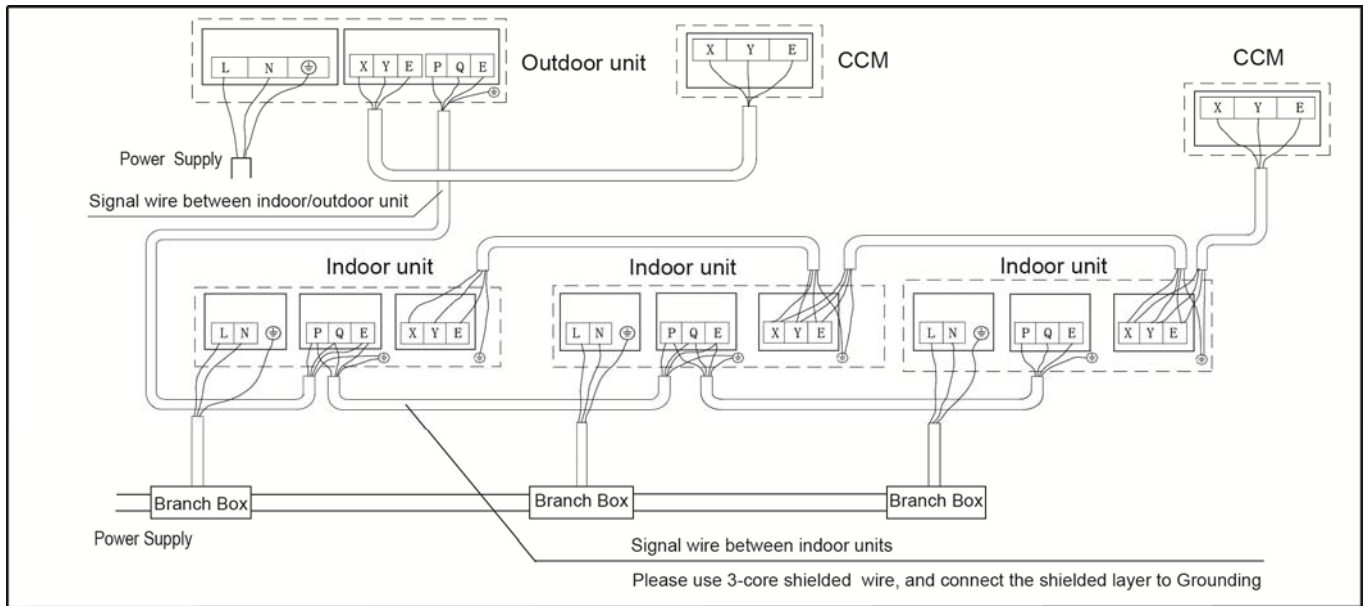 L N
X Y E P Q E
Outdoor unit
X Y E
CCM
CCM
X Y E
Power Supply
Signal wire between indoor/outdoor unit
Indoor unit
Indoor unit
Indoor unit
L N
P Q E
X Y E
L N
P Q E
X Y E
L N
P Q E
X Y E
Branch Box
Branch Box
Branch Box
Power Supply
Signal wire between indoor units
Please use 3-core shielded wire, and connect the shielded layer to Grounding